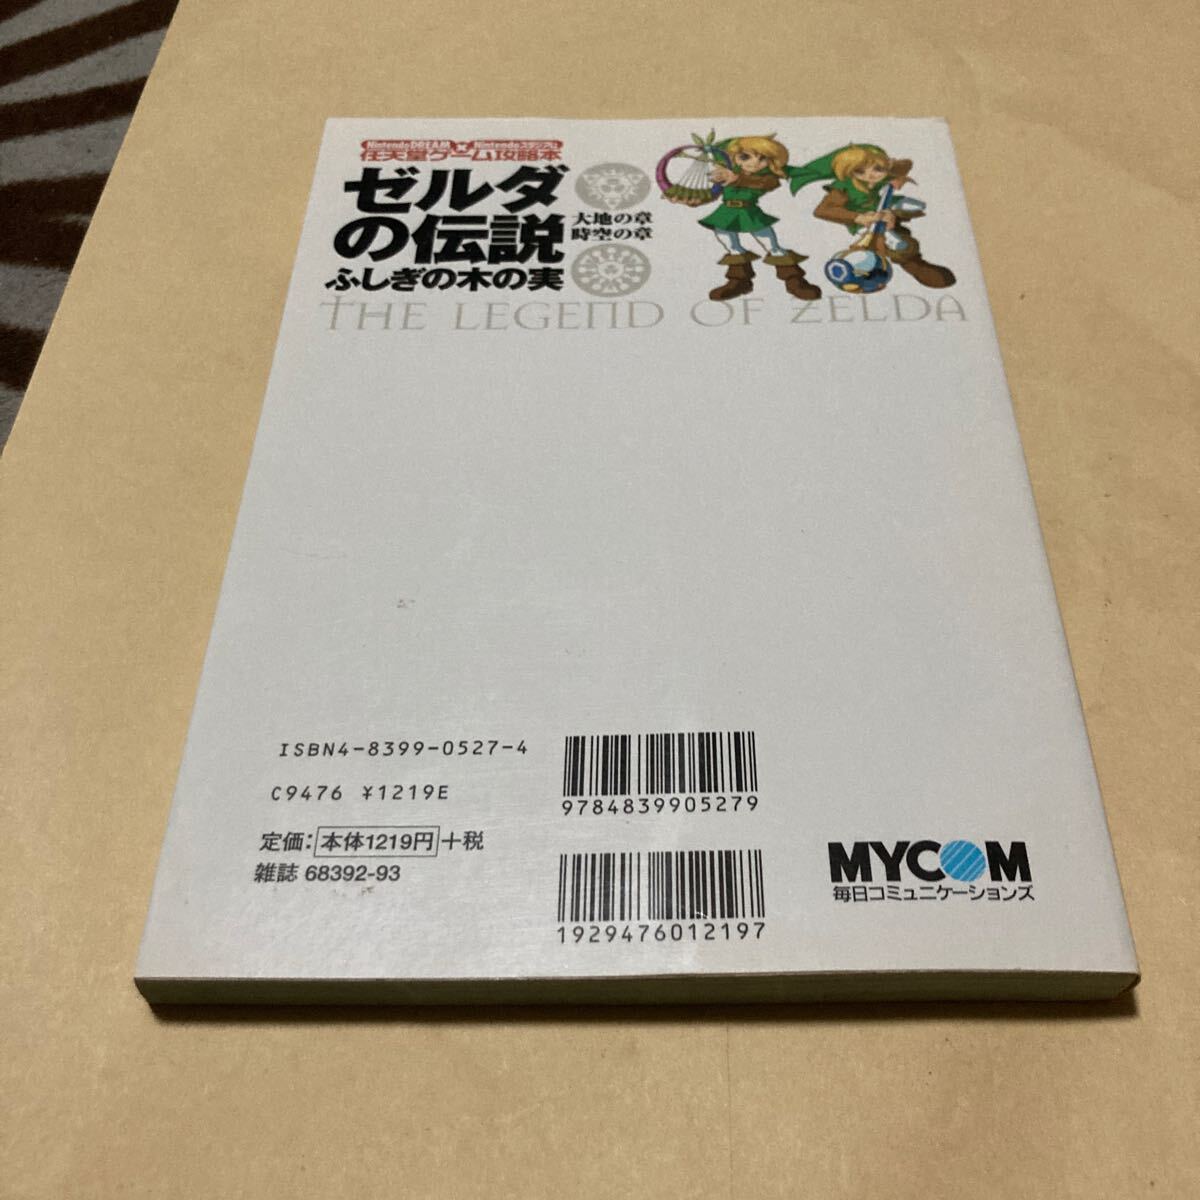 NintendoDREAM × Nintendoスタジアム
任天堂ゲーム攻略本
ゼルダ
の伝説
ふしぎの木の実
大地の章
時空の章
THE LEGEND OF ZELDA
ISBN4-8399-0527-4
C9476 ¥1219E
定価:本体1219円+税
雑誌 68392-93
9784839905279
1929476012197
MYCOM
毎日コミュニケーションズ